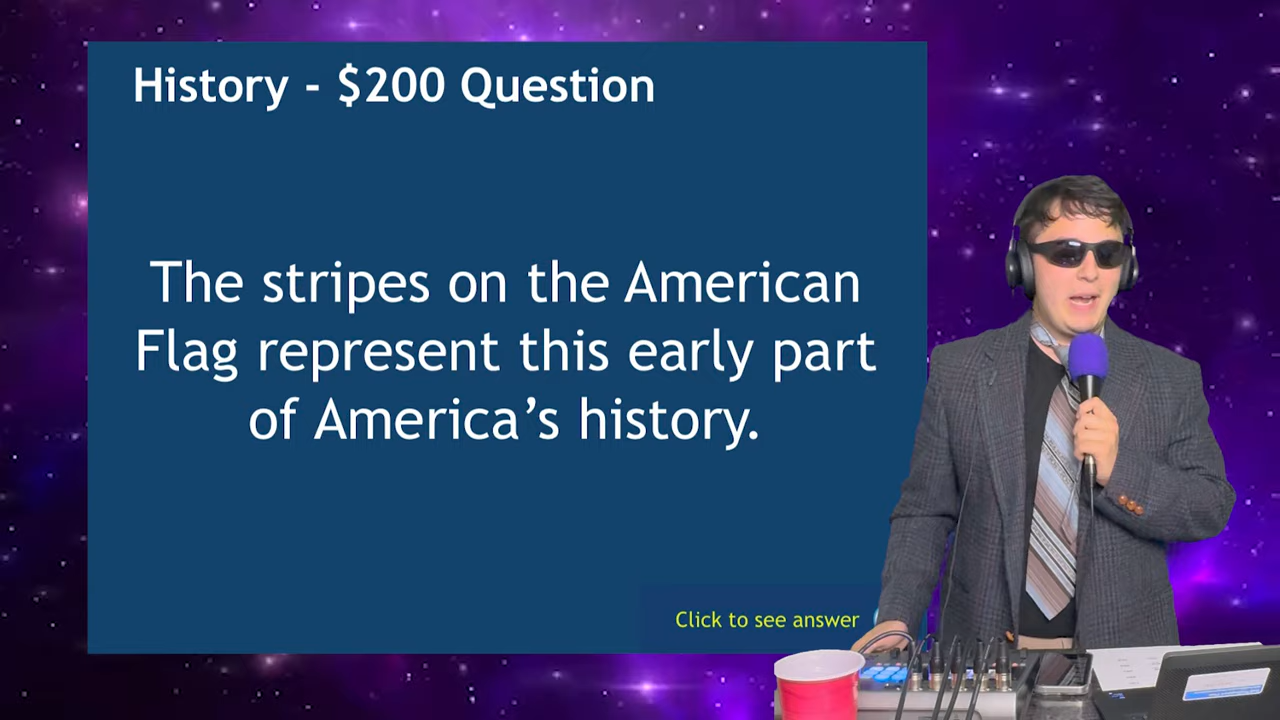 History - $200 Question
The stripes on the American
Flag represent this early part
of America's history.
Click to see answer